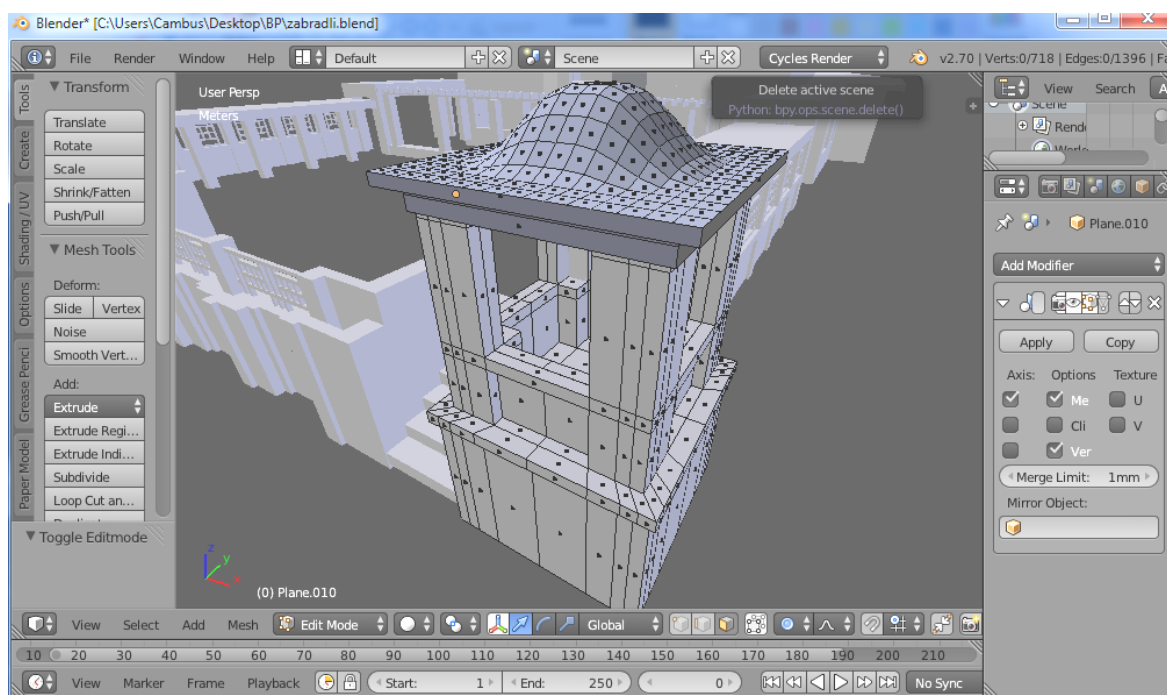 Blender* [C:\Users\Cambus\Desktop\BP\zabradli.blend]
File Render Window Help Default Scene Cycles Render v2.70 | Verts:0/718 | Edges:0/1396 | Fa
Tools
Create
Shading / UV
Options
Grease Penci
Paper Model
Transform
Translate
Rotate
Scale
Shrink/Fatten
Push/Pull
Mesh Tools
Deform:
Slide Vertex
Noise
Smooth Vert...
Add:
Extrude
Extrude Regi...
Extrude Indi...
Subdivide
Loop Cut an...
Toggle Editmode
User Persp
Meters
Delete active scene
Python: bpy.ops.scene.delete()
(0) Plane.010
View Search A
Scene
Rende
World
Plane.010
Add Modifier
Apply Copy
Axis: Options Texture
Me U
Cli V
Ver
Merge Limit: 1mm
Mirror Object:
View Select Add Mesh Edit Mode Global
10 20 30 40 50 60 70 80 90 100 110 120 130 140 150 160 170 180 190 200 210
View Marker Frame Playback Start: 1 End: 250 0 No Sync